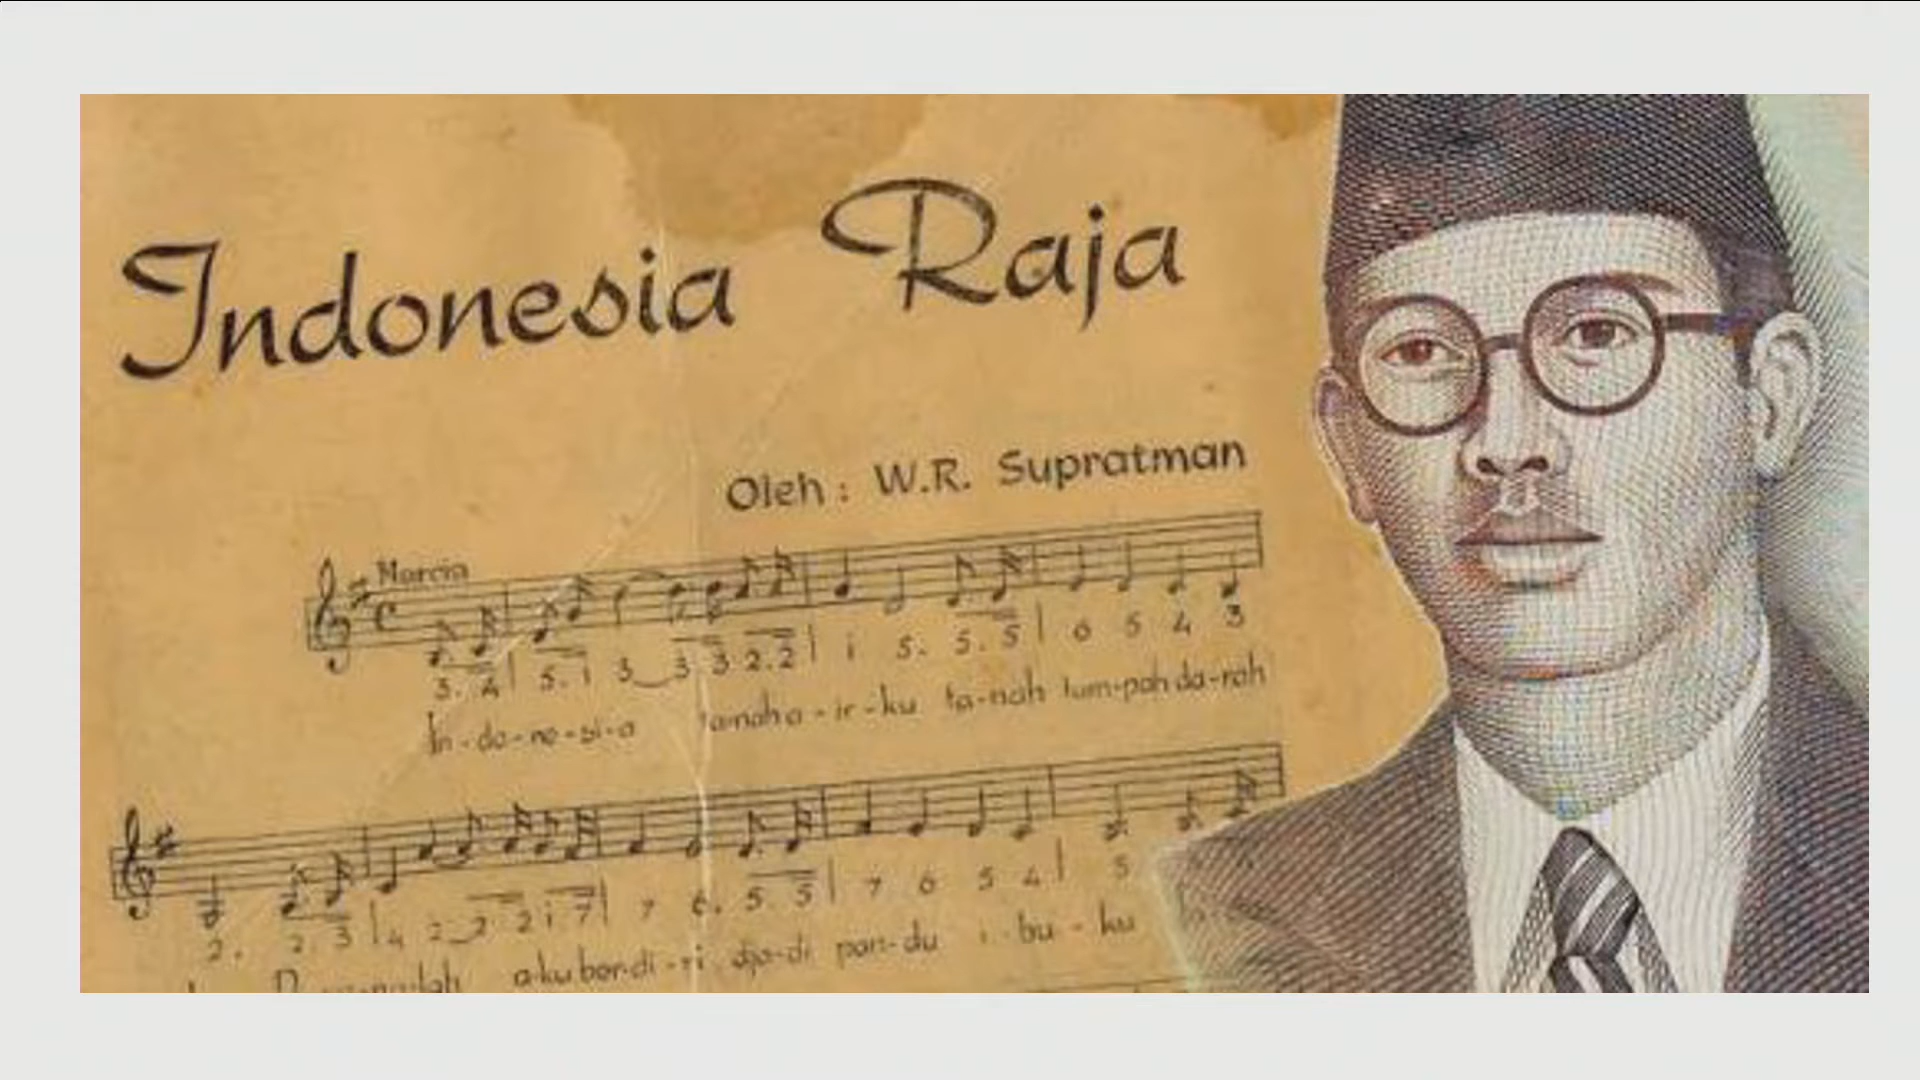 Indonesia Raja
Oleh : W.R. Supratman
Marcia
3. 4 | 5. i 3 3 3 2.2 | i 5. 5. 5 | 6 5 4 3
In-do-ne-si-a tanah a-ir-ku ta-nah tum-pah da-rah
2. 2. 3 | 4 2 2 2 i 7 | 7 6. 5. 5 | 7 6 5 4 | 5
a-ku ber-di-ri dja-di pan-du i-bu-ku